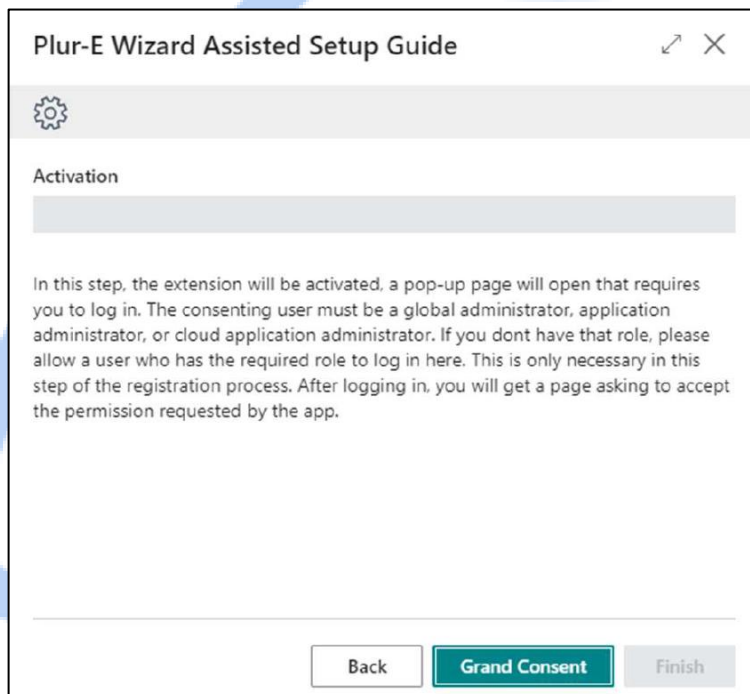 Plur-E Wizard Assisted Setup Guide
Activation
In this step, the extension will be activated, a pop-up page will open that requires
you to log in. The consenting user must be a global administrator, application
administrator, or cloud application administrator. If you dont have that role, please
allow a user who has the required role to log in here. This is only necessary in this
step of the registration process. After logging in, you will get a page asking to accept
the permission requested by the app.
Back Grand Consent Finish